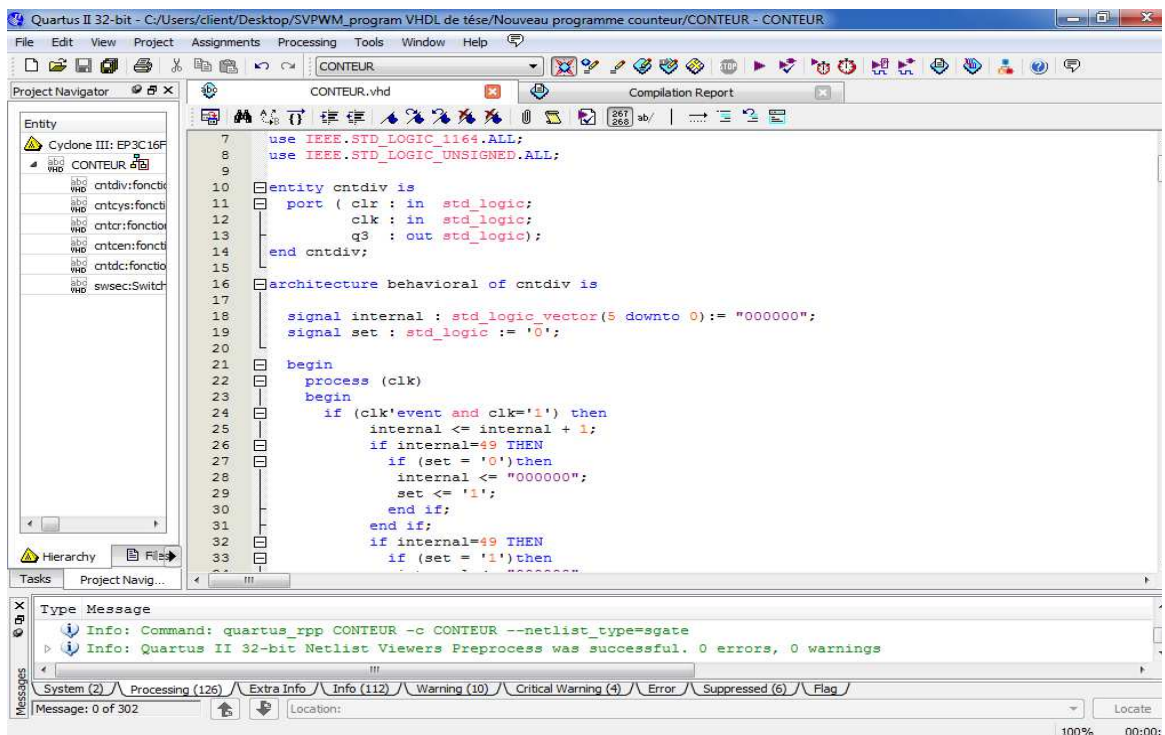 Quartus II 32-bit - C:/Users/client/Desktop/SVPWM_program VHDL de tése/Nouveau programme counteur/CONTEUR - CONTEUR
File Edit View Project Assignments Processing Tools Window Help
CONTEUR
Project Navigator
CONTEUR.vhd
Compilation Report
Entity
Cyclone III: EP3C16F
CONTEUR
cntdiv:fonctic
cntcys:foncti
cntcr:fonction
cntcen:foncti
cntdc:fonctio
swsec:Switch
Hierarchy Files
Tasks Project Navig...
267
268
ab/
7 use IEEE.STD_LOGIC_1164.ALL;
8 use IEEE.STD_LOGIC_UNSIGNED.ALL;
9
10 entity cntdiv is
11 port ( clr : in std_logic;
12 clk : in std_logic;
13 q3 : out std_logic);
14 end cntdiv;
15
16 architecture behavioral of cntdiv is
17
18 signal internal : std_logic_vector(5 downto 0):= "000000";
19 signal set : std_logic := '0';
20
21 begin
22 process (clk)
23 begin
24 if (clk'event and clk='1') then
25 internal <= internal + 1;
26 if internal=49 THEN
27 if (set = '0')then
28 internal <= "000000";
29 set <= '1';
30 end if;
31 end if;
32 if internal=49 THEN
33 if (set = '1')then
Type Message
Info: Command: quartus_rpp CONTEUR -c CONTEUR --netlist_type=sgate
Info: Quartus II 32-bit Netlist Viewers Preprocess was successful. 0 errors, 0 warnings
System (2) Processing (126) Extra Info Info (112) Warning (10) Critical Warning (4) Error Suppressed (6) Flag
Messages
Message: 0 of 302
Location:
Locate
100% 00:00: